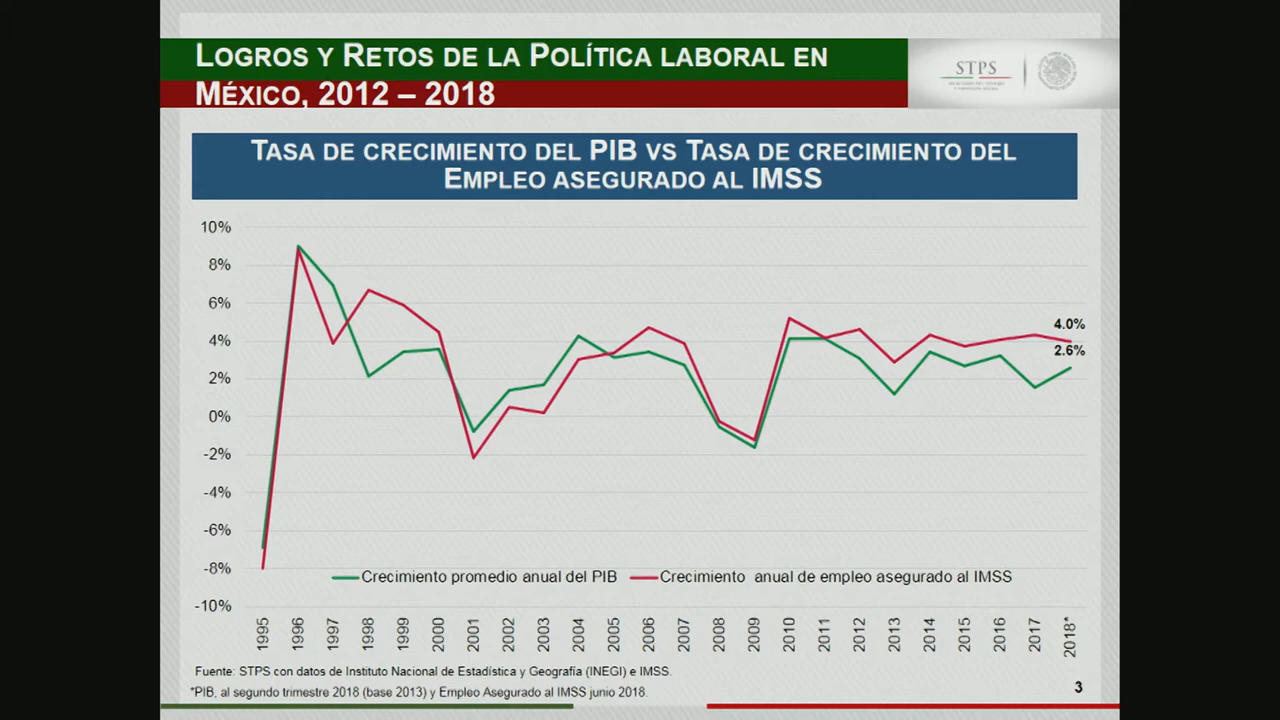 LOGROS Y RETOS DE LA POLÍTICA LABORAL EN
MÉXICO, 2012 – 2018
STPS
TASA DE CRECIMIENTO DEL PIB VS TASA DE CRECIMIENTO DEL
EMPLEO ASEGURADO AL IMSS
10%
8%
6%
4%
2%
0%
-2%
-4%
-6%
-8%
-10%
4.0%
2.6%
Crecimiento promedio anual del PIB
Crecimiento anual de empleo asegurado al IMSS
1995 1996 1997 1998 1999 2000 2001 2002 2003 2004 2005 2006 2007 2008 2009 2010 2011 2012 2013 2014 2015 2016 2017 2018*
Fuente: STPS con datos de Instituto Nacional de Estadística y Geografía (INEGI) e IMSS.
*PIB, al segundo trimestre 2018 (base 2013) y Empleo Asegurado al IMSS junio 2018.
3